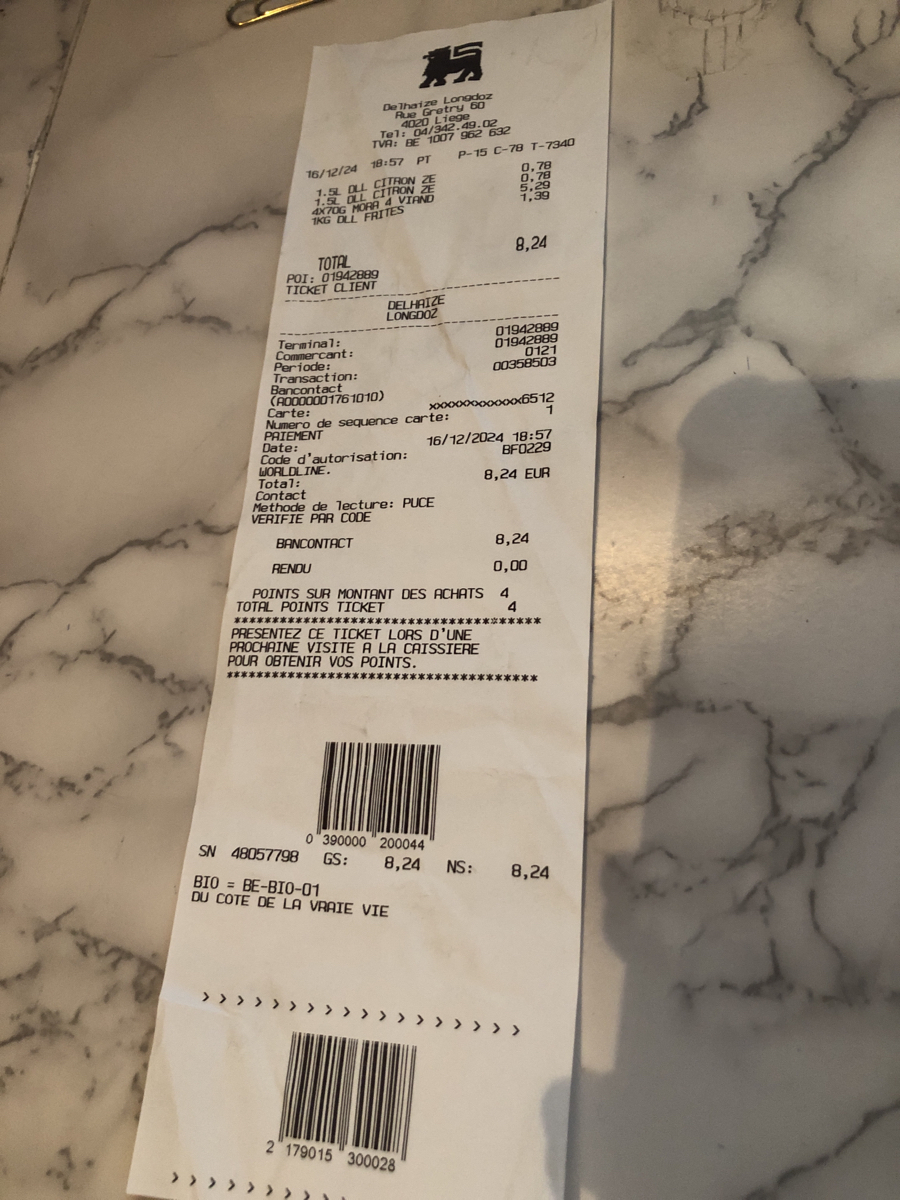 Delhaize Longdoz
Rue Gretry 60
4020 Liege
Tel: 04/342.49.02
TVA: BE 1007 962 632
16/12/24 18:57 PT P-15 C-78 T-7340
1.5L DLL CITRON ZE 0,78
1.5L DLL CITRON ZE 0,78
4X70G MORA 4 VIAND 5,29
1KG DLL FRITES 1,39
TOTAL 8,24
POI: 01942889
TICKET CLIENT
DELHAIZE
LONGDOZ
Terminal: 01942889
Commercant: 01942889
Periode: 0121
Transaction: 00358503
Bancontact
(A0000001761010)
Carte: xxxxxxxxxxxxx6512
Numero de sequence carte: 1
PAIEMENT
Date: 16/12/2024 18:57
Code d'autorisation: BF0229
WORLDLINE.
Total: 8,24 EUR
Contact
Methode de lecture: PUCE
VERIFIE PAR CODE
BANCONTACT 8,24
RENDU 0,00
POINTS SUR MONTANT DES ACHATS 4
TOTAL POINTS TICKET 4
****************************************
PRESENTEZ CE TICKET LORS D'UNE
PROCHAINE VISITE A LA CAISSIERE
POUR OBTENIR VOS POINTS.
****************************************
0 390000 200044
SN 48057798 GS: 8,24 NS: 8,24
BIO = BE-BIO-01
DU COTE DE LA VRAIE VIE
> > > > > > > > > > > > > > > > > >
2 179015 300028
> > > > > > > > > >